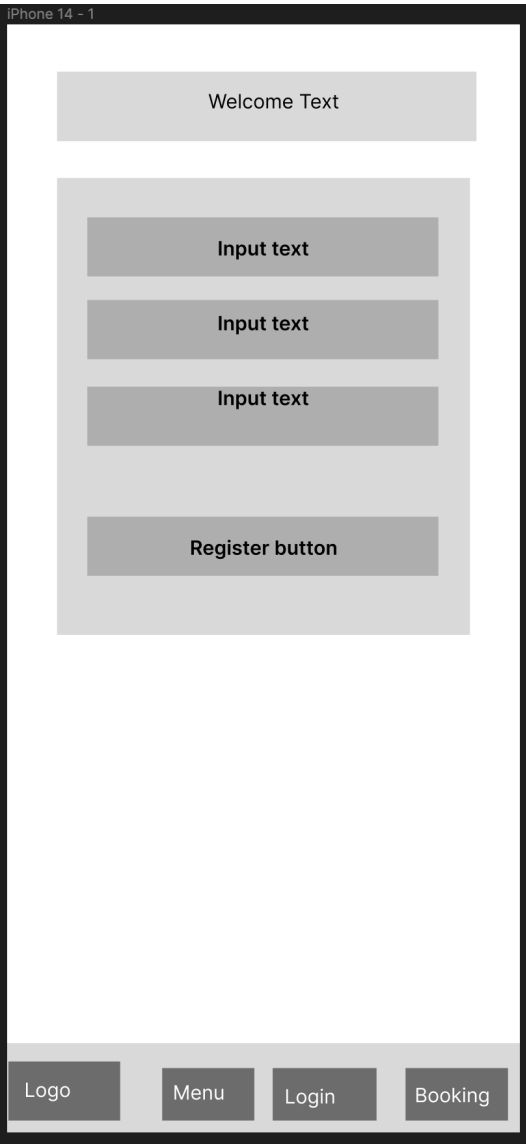 iPhone 14 - 1
Welcome Text
Input text
Input text
Input text
Register button
Logo
Menu
Login
Booking